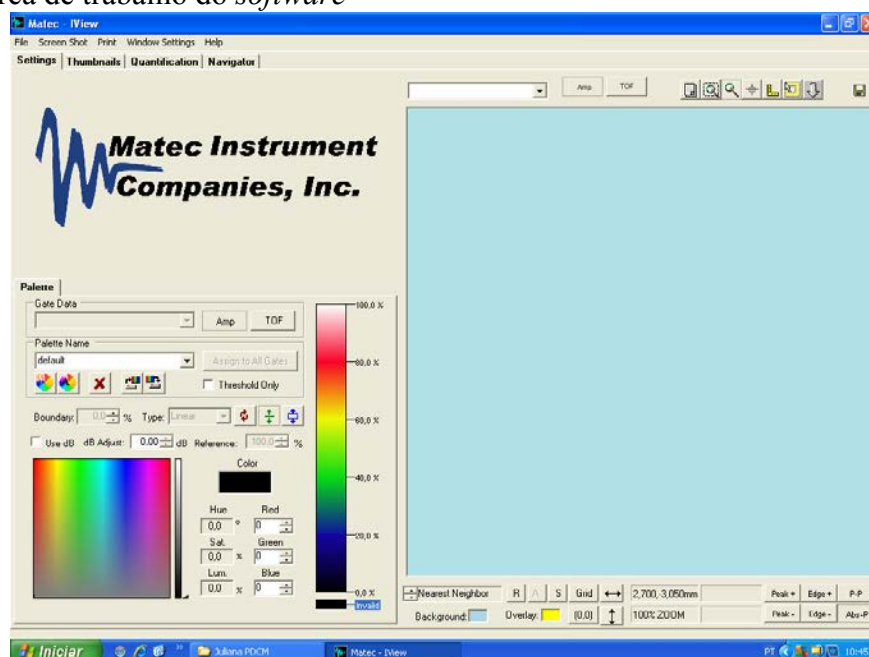 rea de trabalho do software
Matec - IView
File Screen Shot Print Window Settings Help
Settings Thumbnails Quantification Navigator
Amp TOF
Matec Instrument
Companies, Inc.
Palette
Gate Data
Amp TOF
Palette Name
default Assign to All Gates
Threshold Only
Boundary: 0,0 % Type: Linear
Use dB dB Adjust: 0.00 dB Reference: 100,0 %
Color
Hue Red
0,0 ° 0
Sat. Green
0,0 % 0
Lum. Blue
0,0 % 0
100,0 %
80,0 %
60,0 %
40,0 %
20,0 %
0,0 %
Invalid
Nearest Neighbor R A S Grid 2,700,-3,050mm Peak + Edge + P-P
Background: Overlay: (0,0) 100% ZOOM Peak - Edge - Abs-P
Iniciar Juliana PDCM Matec - IView PT 10:45